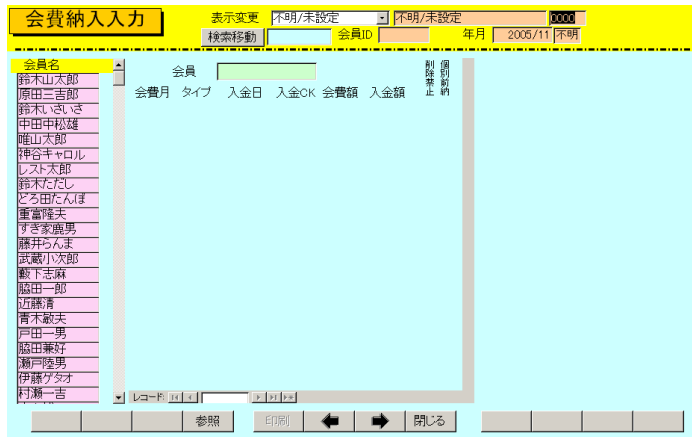 会費納入入力
表示変更 不明/未設定 不明/未設定 0000
検索移動 会員ID 年月 2005/11 不明
会員名
鈴木山太郎
原田三吉郎
鈴木いさいさ
中田中松雄
唯山太郎
神谷キャロル
レスト太郎
鈴木ただし
どろ田たんぼ
重富隆夫
すき家鹿男
藤井らんま
武蔵小次郎
藪下志麻
脇田一郎
近藤清
青木敏夫
戸田一男
脇田兼好
瀬戸陸男
伊藤ゲタオ
村瀬一吉
会員
会費月 タイプ 入金日 入金CK 会費額 入金額 削除禁止 個別前納
レコード:
参照 印刷 閉じる